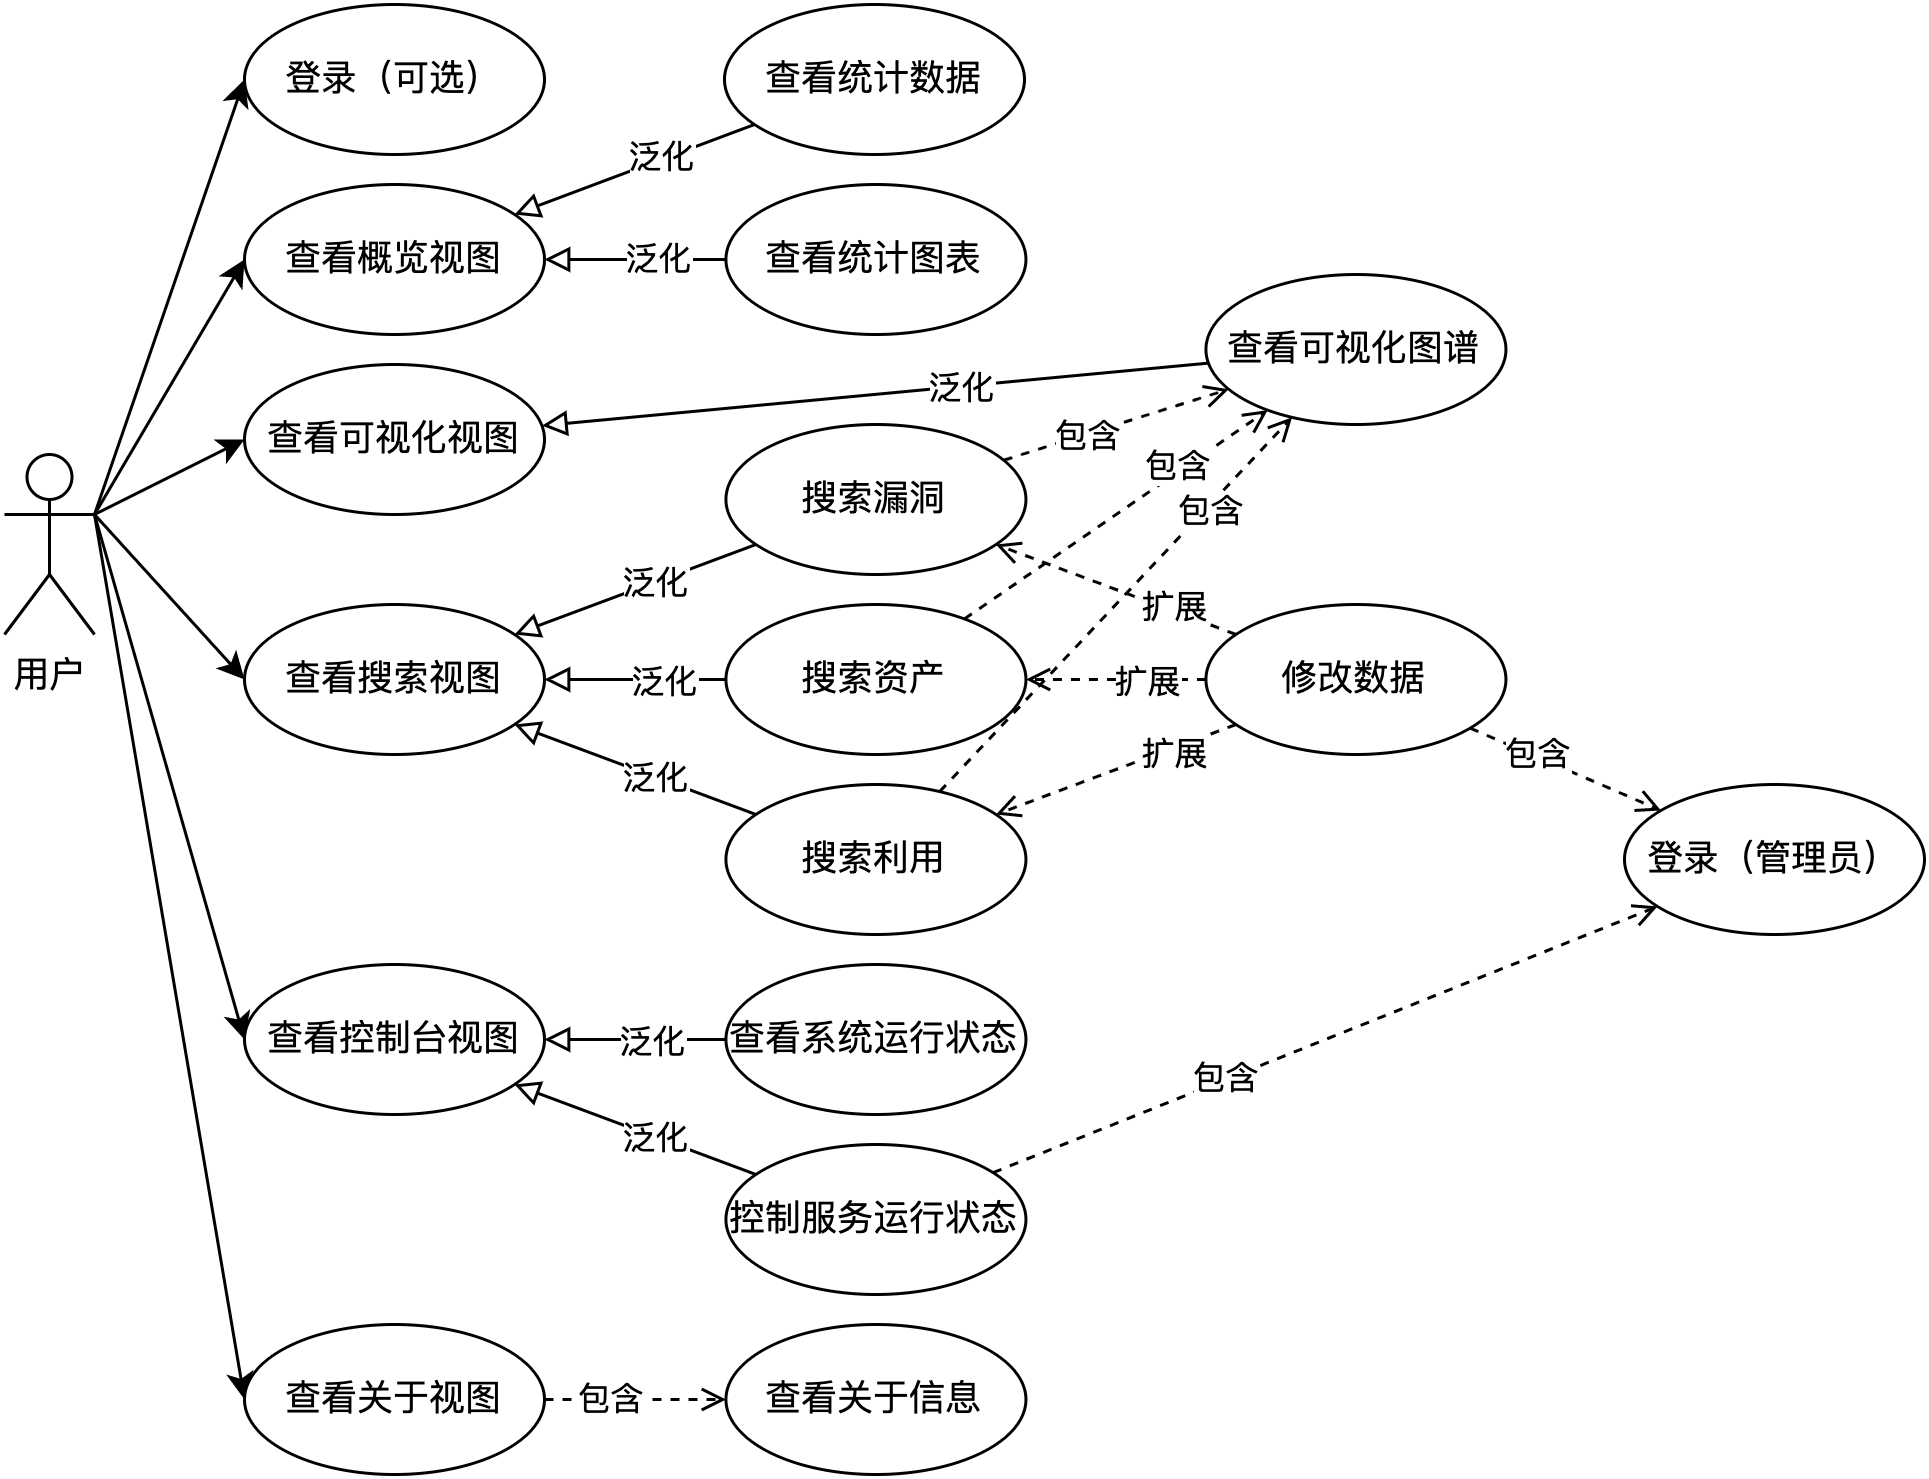 登录（可选）
查看统计数据
泛化
查看概览视图
泛化
查看统计图表
查看可视化图谱
泛化
查看可视化视图
包含
包含
搜索漏洞
包含
泛化
扩展
用户
查看搜索视图
泛化
搜索资产
扩展
修改数据
泛化
扩展
包含
搜索利用
登录（管理员）
查看控制台视图
泛化
查看系统运行状态
包含
泛化
控制服务运行状态
查看关于视图
包含
查看关于信息